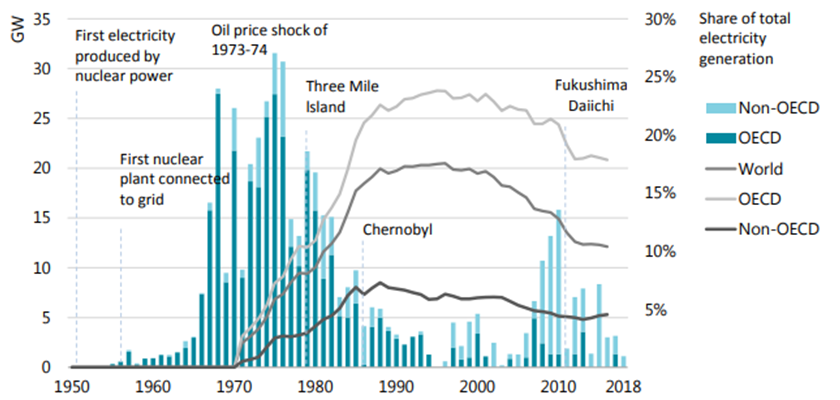 GW
35
30
25
20
15
10
5
0
First electricity
produced by
nuclear power
First nuclear
plant connected
to grid
Oil price shock of
1973-74
Three Mile
Island
Chernobyl
Fukushima
Daiichi
30%
25%
20%
15%
10%
5%
1950
1960
1970
1980
1990
2000
2010
2018
Share of total
electricity
generation
Non-OECD
OECD
World
OECD
Non-OECD